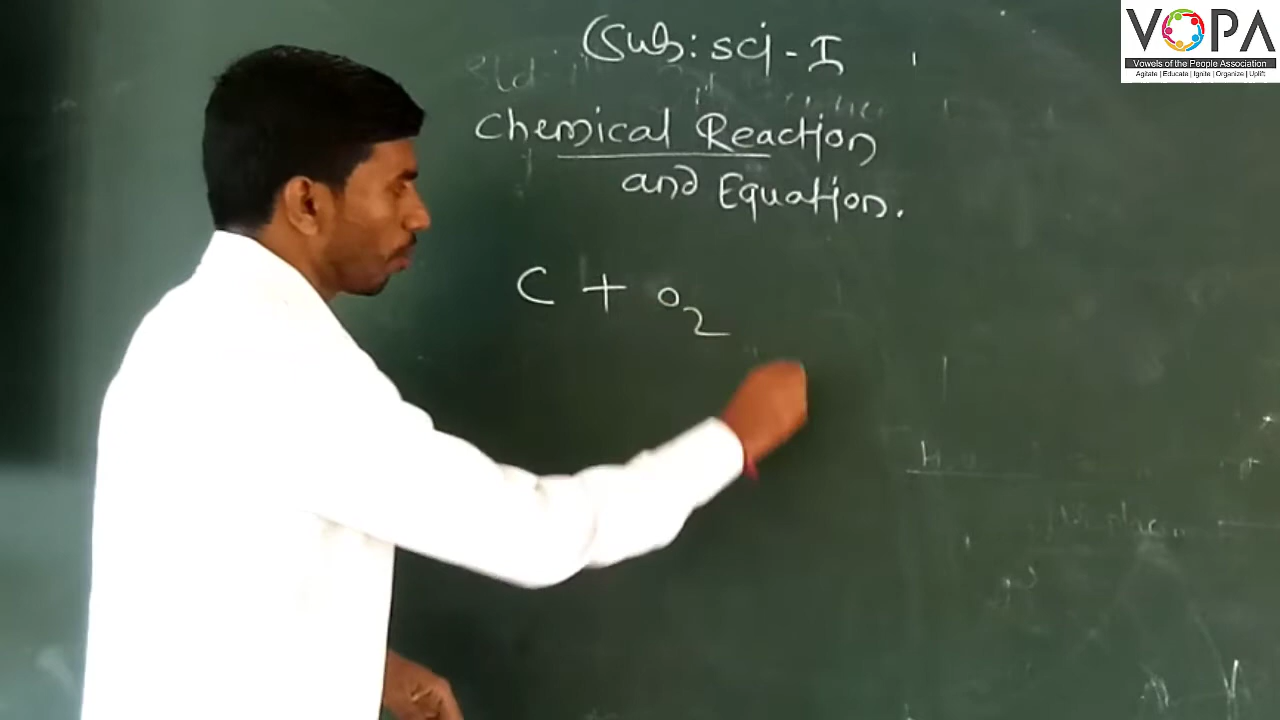 VOPA
Vowels of the People Association
Agitate | Educate | Ignite | Organize | Uplift
(Sub: sci - I
Chemical Reaction
and Equation.
C + O2